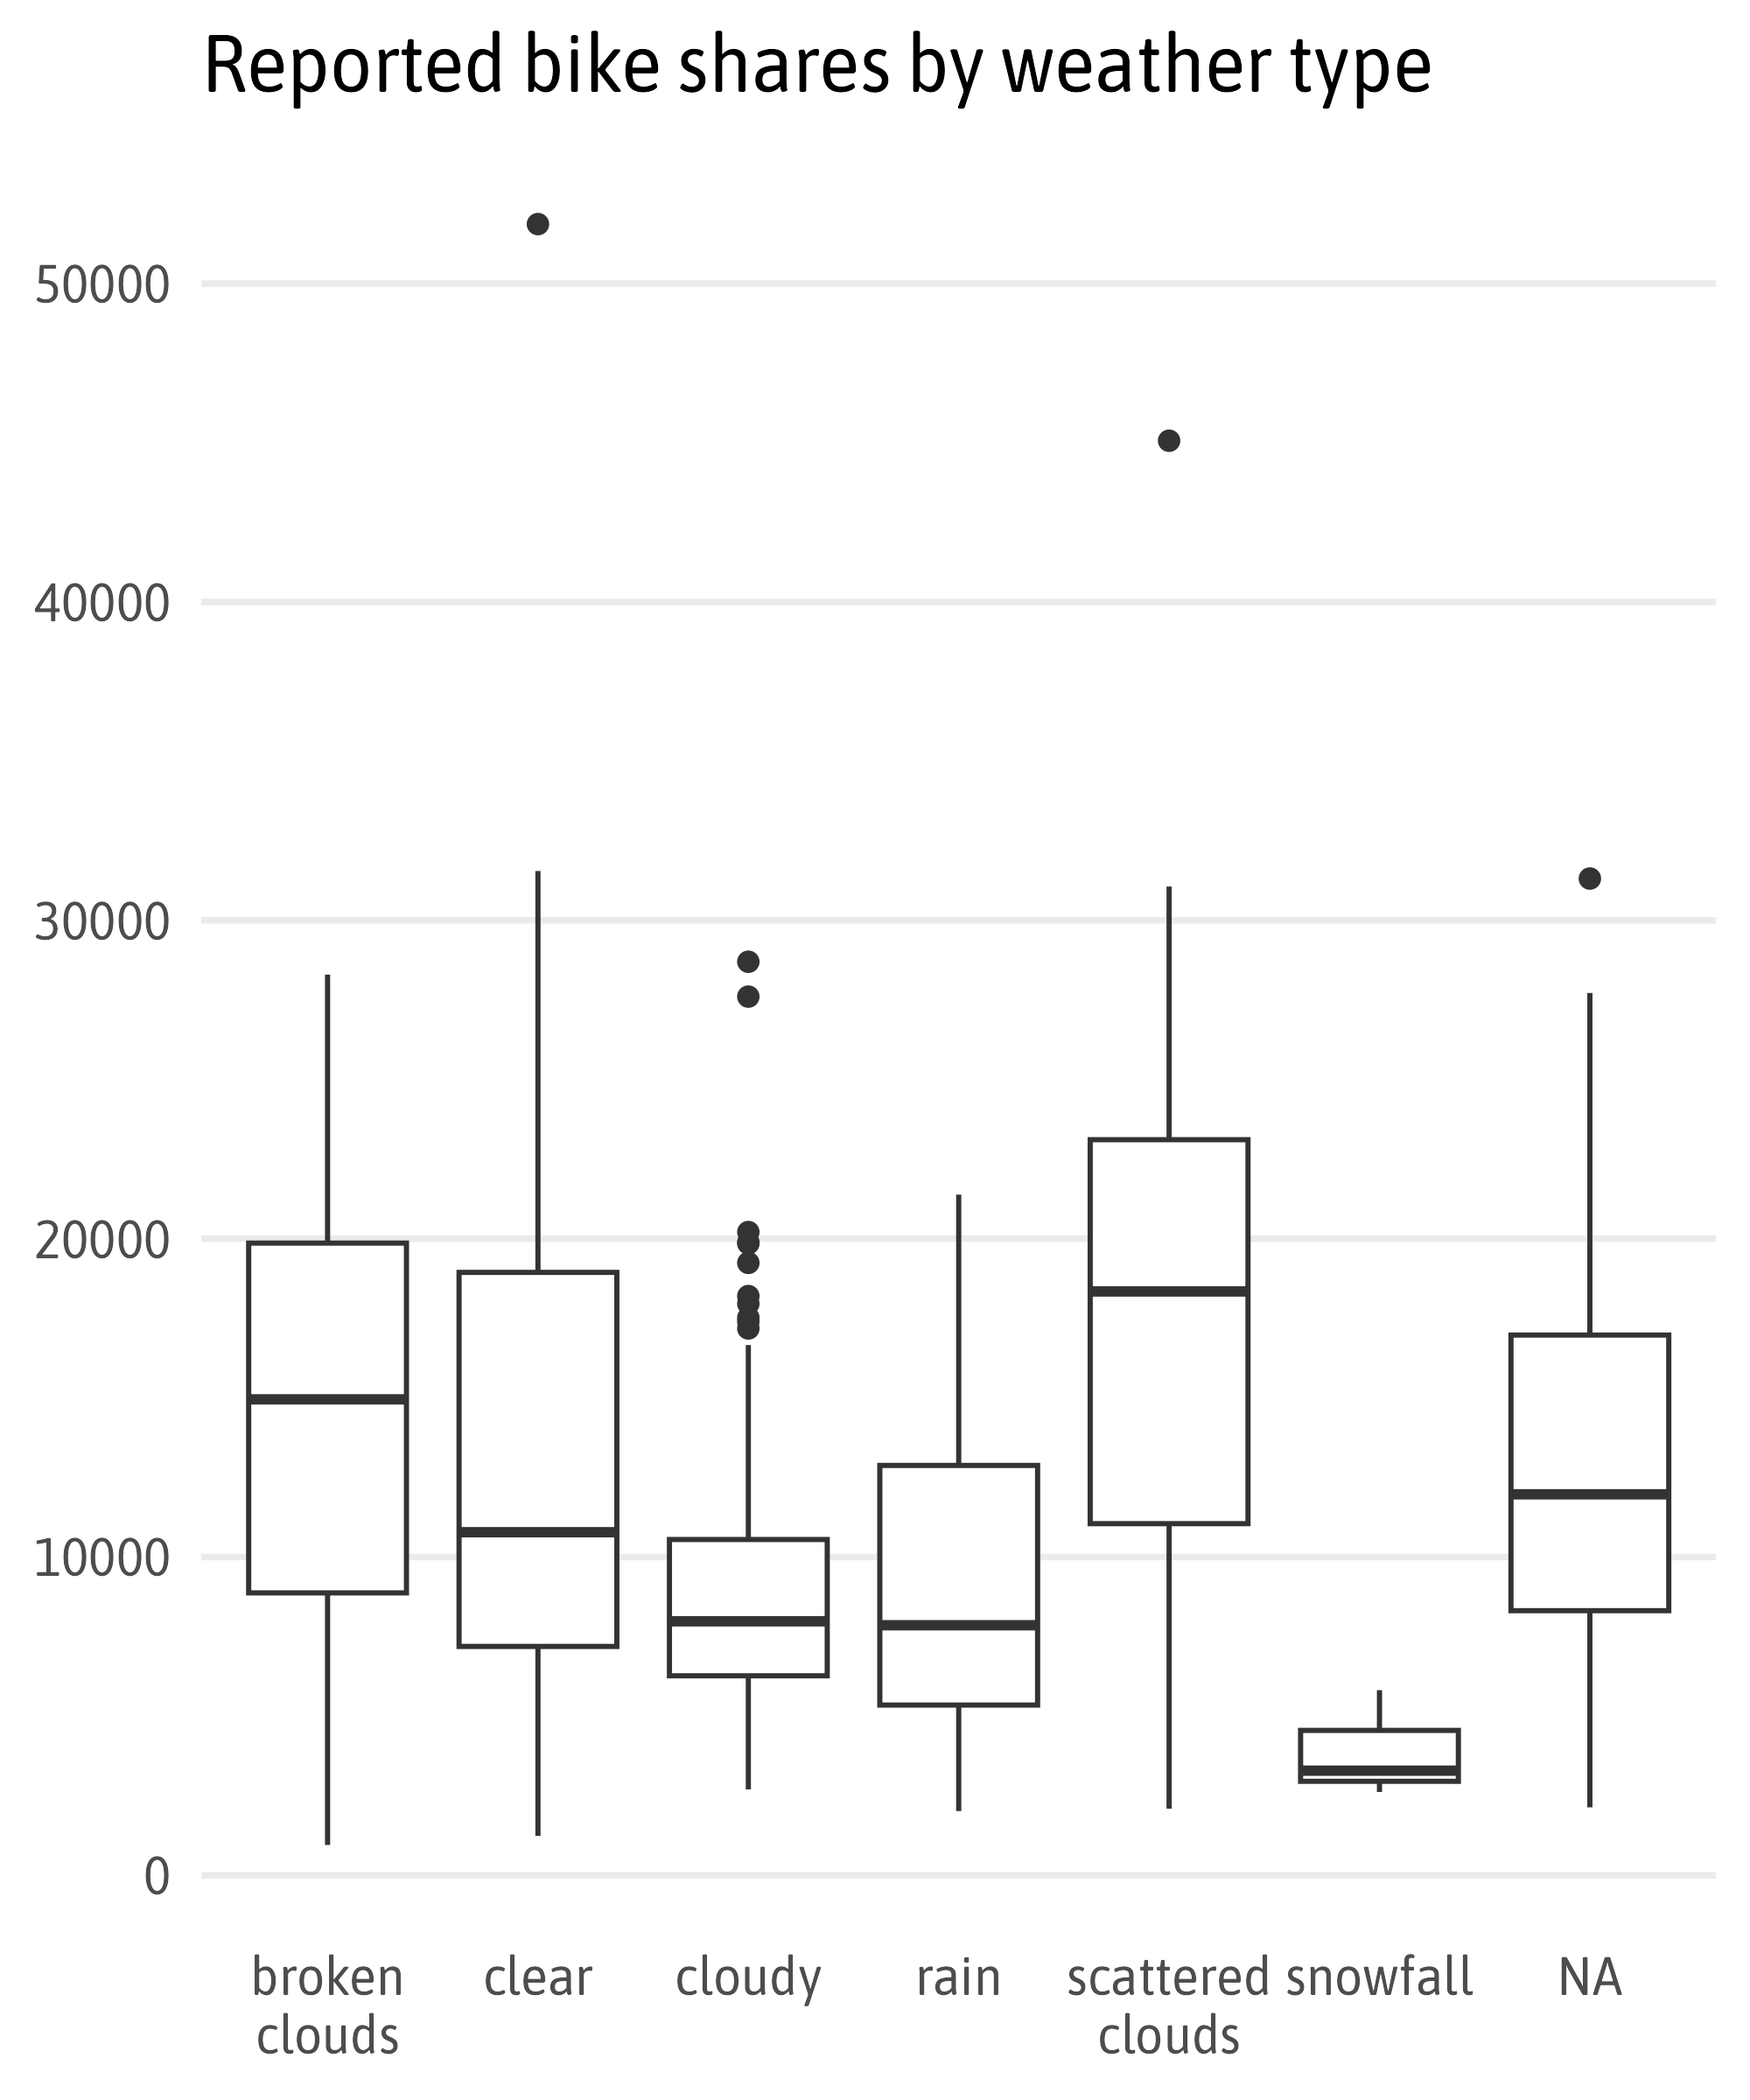 Reported bike shares by weather type
50000
40000
30000
20000
10000
0
broken
clouds
clear
cloudy
rain
scattered
clouds
snowfall
NA